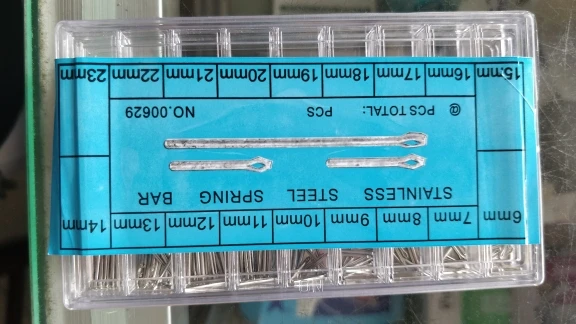 6mm 7mm 8mm 9mm 10mm 11mm 12mm 13mm 14mm
STAINLESS STEEL SPRING BAR
@ PCS TOTAL: PCS NO.00629
15mm 16mm 17mm 18mm 19mm 20mm 21mm 22mm 23mm